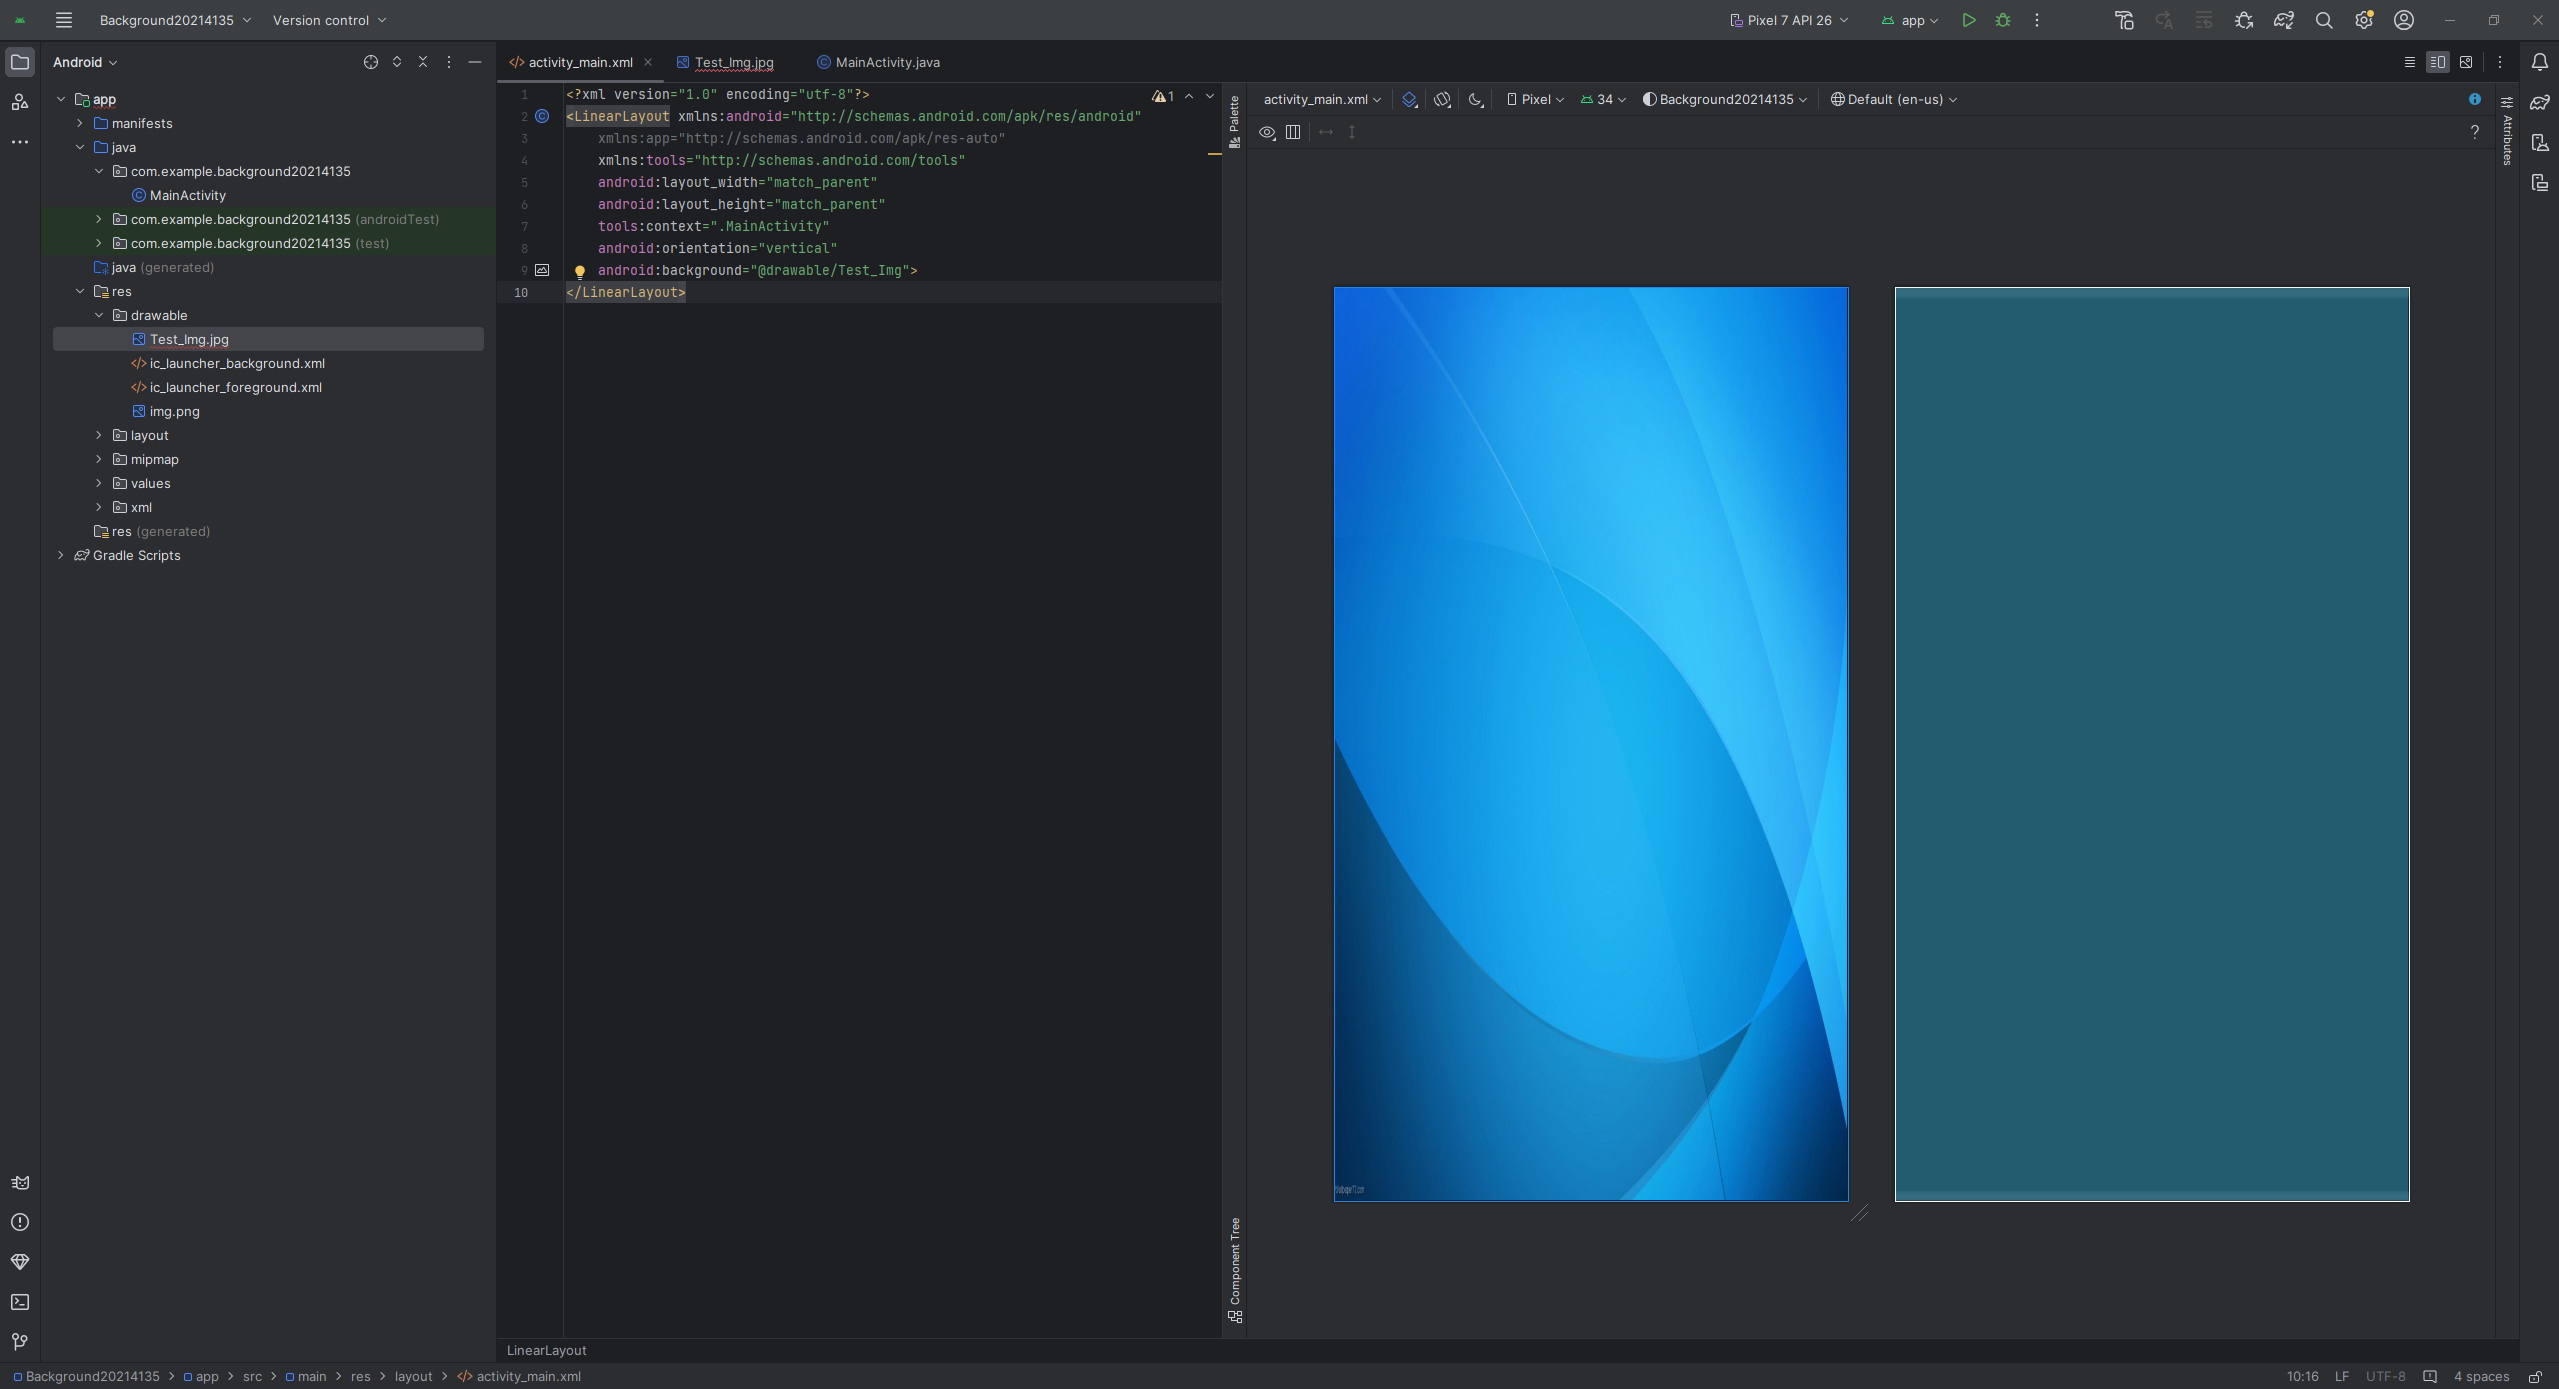 Background20214135
Version control
Pixel 7 API 26
app
Android
activity_main.xml
Test_Img.jpg
MainActivity.java
app
manifests
java
com.example.background20214135
MainActivity
com.example.background20214135 (androidTest)
com.example.background20214135 (test)
java (generated)
res
drawable
Test_Img.jpg
ic_launcher_background.xml
ic_launcher_foreground.xml
img.png
layout
mipmap
values
xml
res (generated)
Gradle Scripts
1 <?xml version="1.0" encoding="utf-8"?>
2 <LinearLayout xmlns:android="http://schemas.android.com/apk/res/android"
3 xmlns:app="http://schemas.android.com/apk/res-auto"
4 xmlns:tools="http://schemas.android.com/tools"
5 android:layout_width="match_parent"
6 android:layout_height="match_parent"
7 tools:context=".MainActivity"
8 android:orientation="vertical"
9 android:background="@drawable/Test_Img">
10 </LinearLayout>
1
Palette
Component Tree
activity_main.xml
Pixel
34
Background20214135
Default (en-us)
?
Attributes
LinearLayout
Background20214135 > app > src > main > res > layout > activity_main.xml
10:16 LF UTF-8 4 spaces